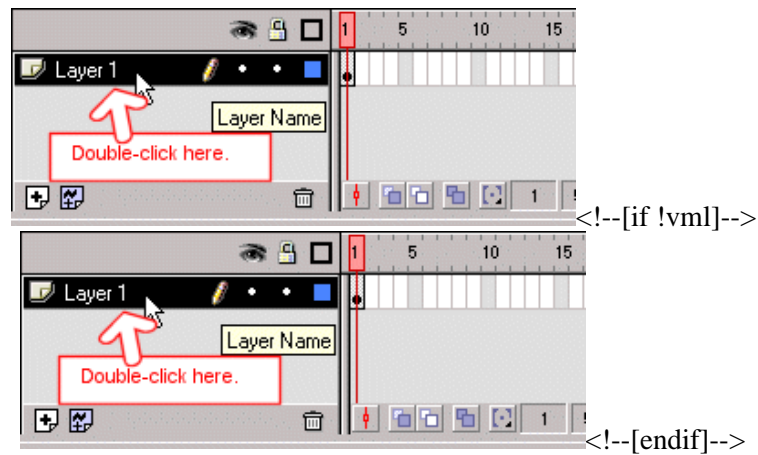 1 5 10 15
Layer 1
Layer Name
Double-click here.
1
<!--[if !vml]-->
1 5 10 15
Layer 1
Layer Name
Double-click here.
1
<!--[endif]-->